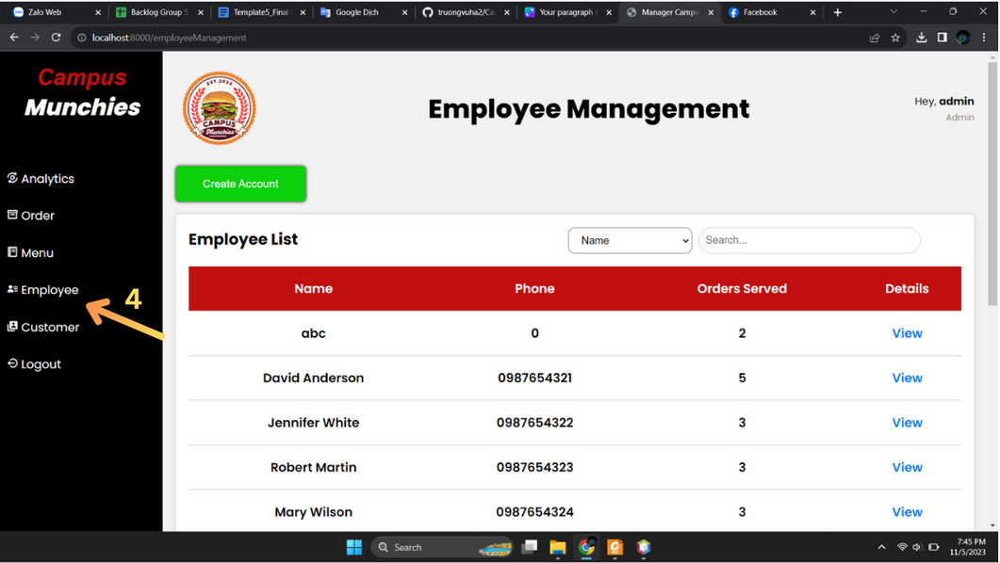 Zalo Web
Backlog Group 5
Template5_Final
Google Dịch
truongvuha2/Ca
Your paragraph t
Manager Campu
Facebook
localhost:8000/employeeManagement
Campus
Munchies
EST.2023
CAMPUS
Munchies
Employee Management
Hey, admin
Admin
Analytics
Order
Menu
Employee
Customer
Logout
4
Create Account
Employee List
Name
Search...
Name Phone Orders Served Details
abc 0 2 View
David Anderson 0987654321 5 View
Jennifer White 0987654322 3 View
Robert Martin 0987654323 3 View
Mary Wilson 0987654324 3 View
Search
7:45 PM
11/5/2023